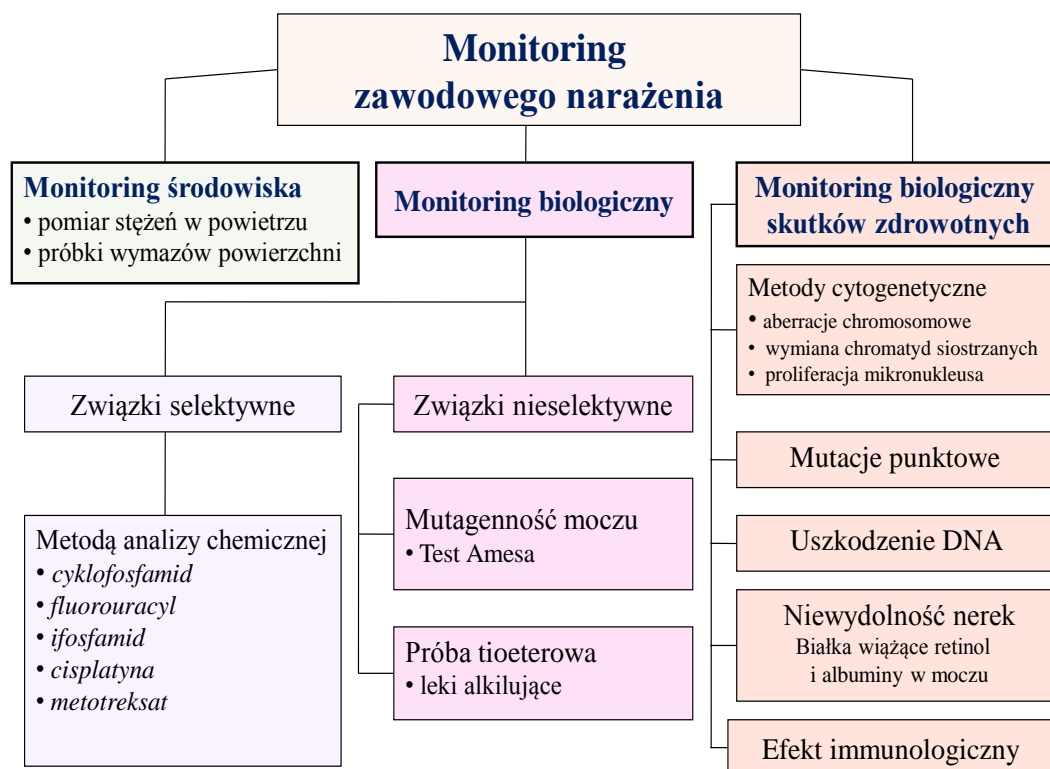 Monitoring
zawodowego narażenia
Monitoring środowiska
• pomiar stężeń w powietrzu
• próbki wymazów powierzchni
Monitoring biologiczny
Monitoring biologiczny
skutków zdrowotnych
Związki selektywne
Metodą analizy chemicznej
• cyklofosfamid
• fluorouracyl
• ifosfamid
• cisplatyna
• metotreksat
Związki nieselektywne
Mutagenność moczu
• Test Amesa
Próba tioeterowa
• leki alkilujące
Metody cytogenetyczne
• aberracje chromosomowe
• wymiana chromatyd siostrzanych
• proliferacja mikronukleusa
Mutacje punktowe
Uszkodzenie DNA
Niewydolność nerek
Białka wiążące retinol
i albuminy w moczu
Efekt immunologiczny